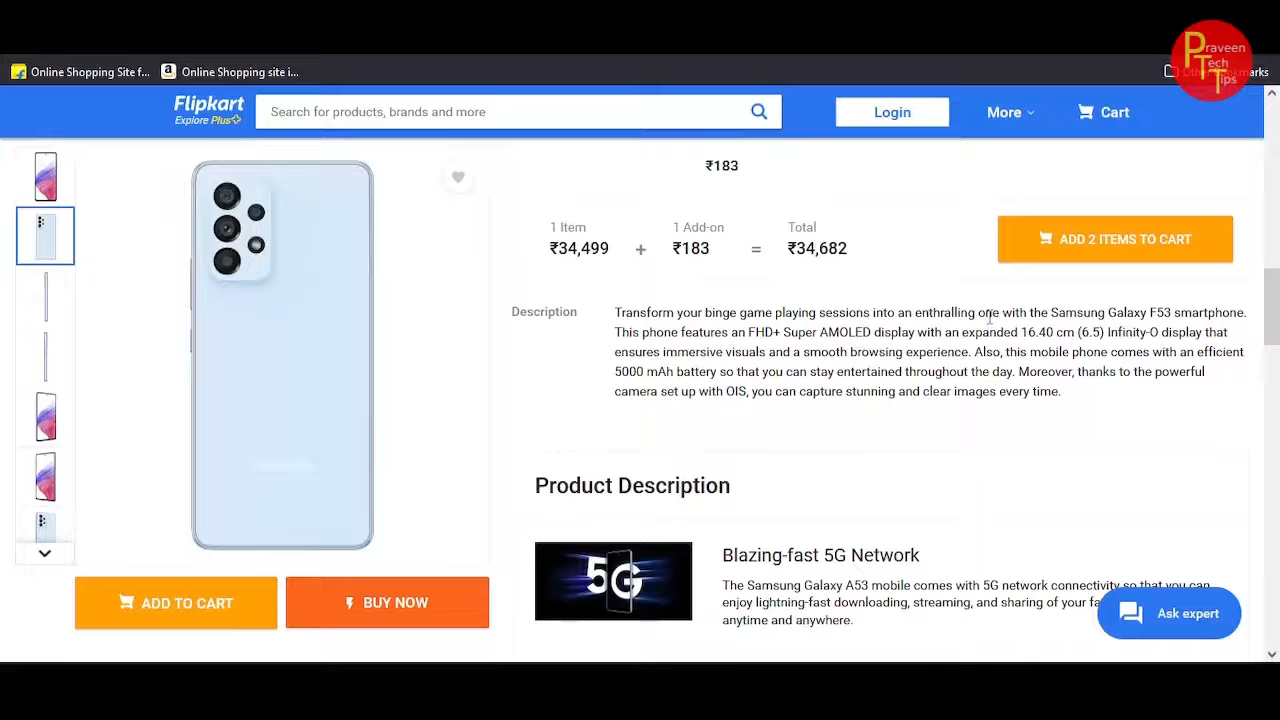 Online Shopping Site f...
Online Shopping site i...
Other bookmarks
Praveen
Tech
Tips
Flipkart
Explore Plus
Search for products, brands and more
Login
More
Cart
₹183
1 Item
1 Add-on
Total
₹34,499 + ₹183 = ₹34,682
ADD 2 ITEMS TO CART
Description
Transform your binge game playing sessions into an enthralling one with the Samsung Galaxy F53 smartphone.
This phone features an FHD+ Super AMOLED display with an expanded 16.40 cm (6.5) Infinity-O display that
ensures immersive visuals and a smooth browsing experience. Also, this mobile phone comes with an efficient
5000 mAh battery so that you can stay entertained throughout the day. Moreover, thanks to the powerful
camera set up with OIS, you can capture stunning and clear images every time.
Product Description
5G
Blazing-fast 5G Network
The Samsung Galaxy A53 mobile comes with 5G network connectivity so that you can
enjoy lightning-fast downloading, streaming, and sharing of your
anytime and anywhere.
ADD TO CART
BUY NOW
Ask expert